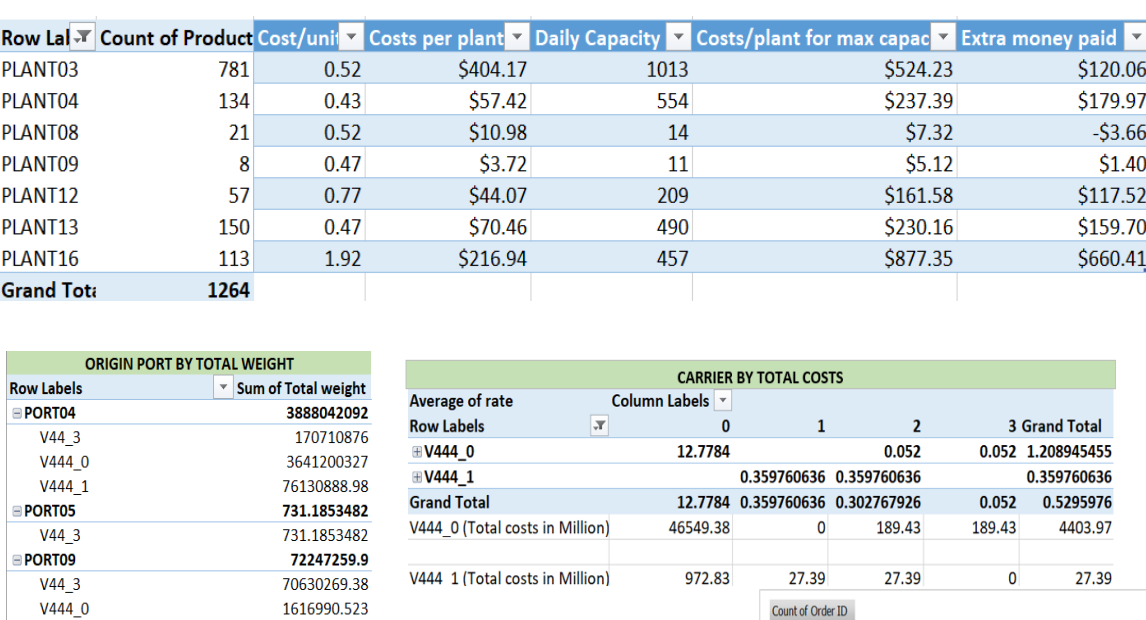 Row Lal Count of Product Cost/unit Costs per plant Daily Capacity Costs/plant for max capac Extra money paid
PLANT03 781 0.52 $404.17 1013 $524.23 $120.06
PLANT04 134 0.43 $57.42 554 $237.39 $179.97
PLANT08 21 0.52 $10.98 14 $7.32 -$3.66
PLANT09 8 0.47 $3.72 11 $5.12 $1.40
PLANT12 57 0.77 $44.07 209 $161.58 $117.52
PLANT13 150 0.47 $70.46 490 $230.16 $159.70
PLANT16 113 1.92 $216.94 457 $877.35 $660.41
Grand Tota 1264
ORIGIN PORT BY TOTAL WEIGHT
Row Labels Sum of Total weight
PORT04 3888042092
V44_3 170710876
V444_0 3641200327
V444_1 76130888.98
PORT05 731.1853482
V44_3 731.1853482
PORT09 72247259.9
V44_3 70630269.38
V444_0 1616990.523
CARRIER BY TOTAL COSTS
Average of rate Column Labels
Row Labels 0 1 2 3 Grand Total
V444_0 12.7784 0.052 0.052 1.208945455
V444_1 0.359760636 0.359760636 0.359760636
Grand Total 12.7784 0.359760636 0.302767926 0.052 0.5295976
V444_0 (Total costs in Million) 46549.38 0 189.43 189.43 4403.97
V444_1 (Total costs in Million) 972.83 27.39 27.39 0 27.39
Count of Order ID